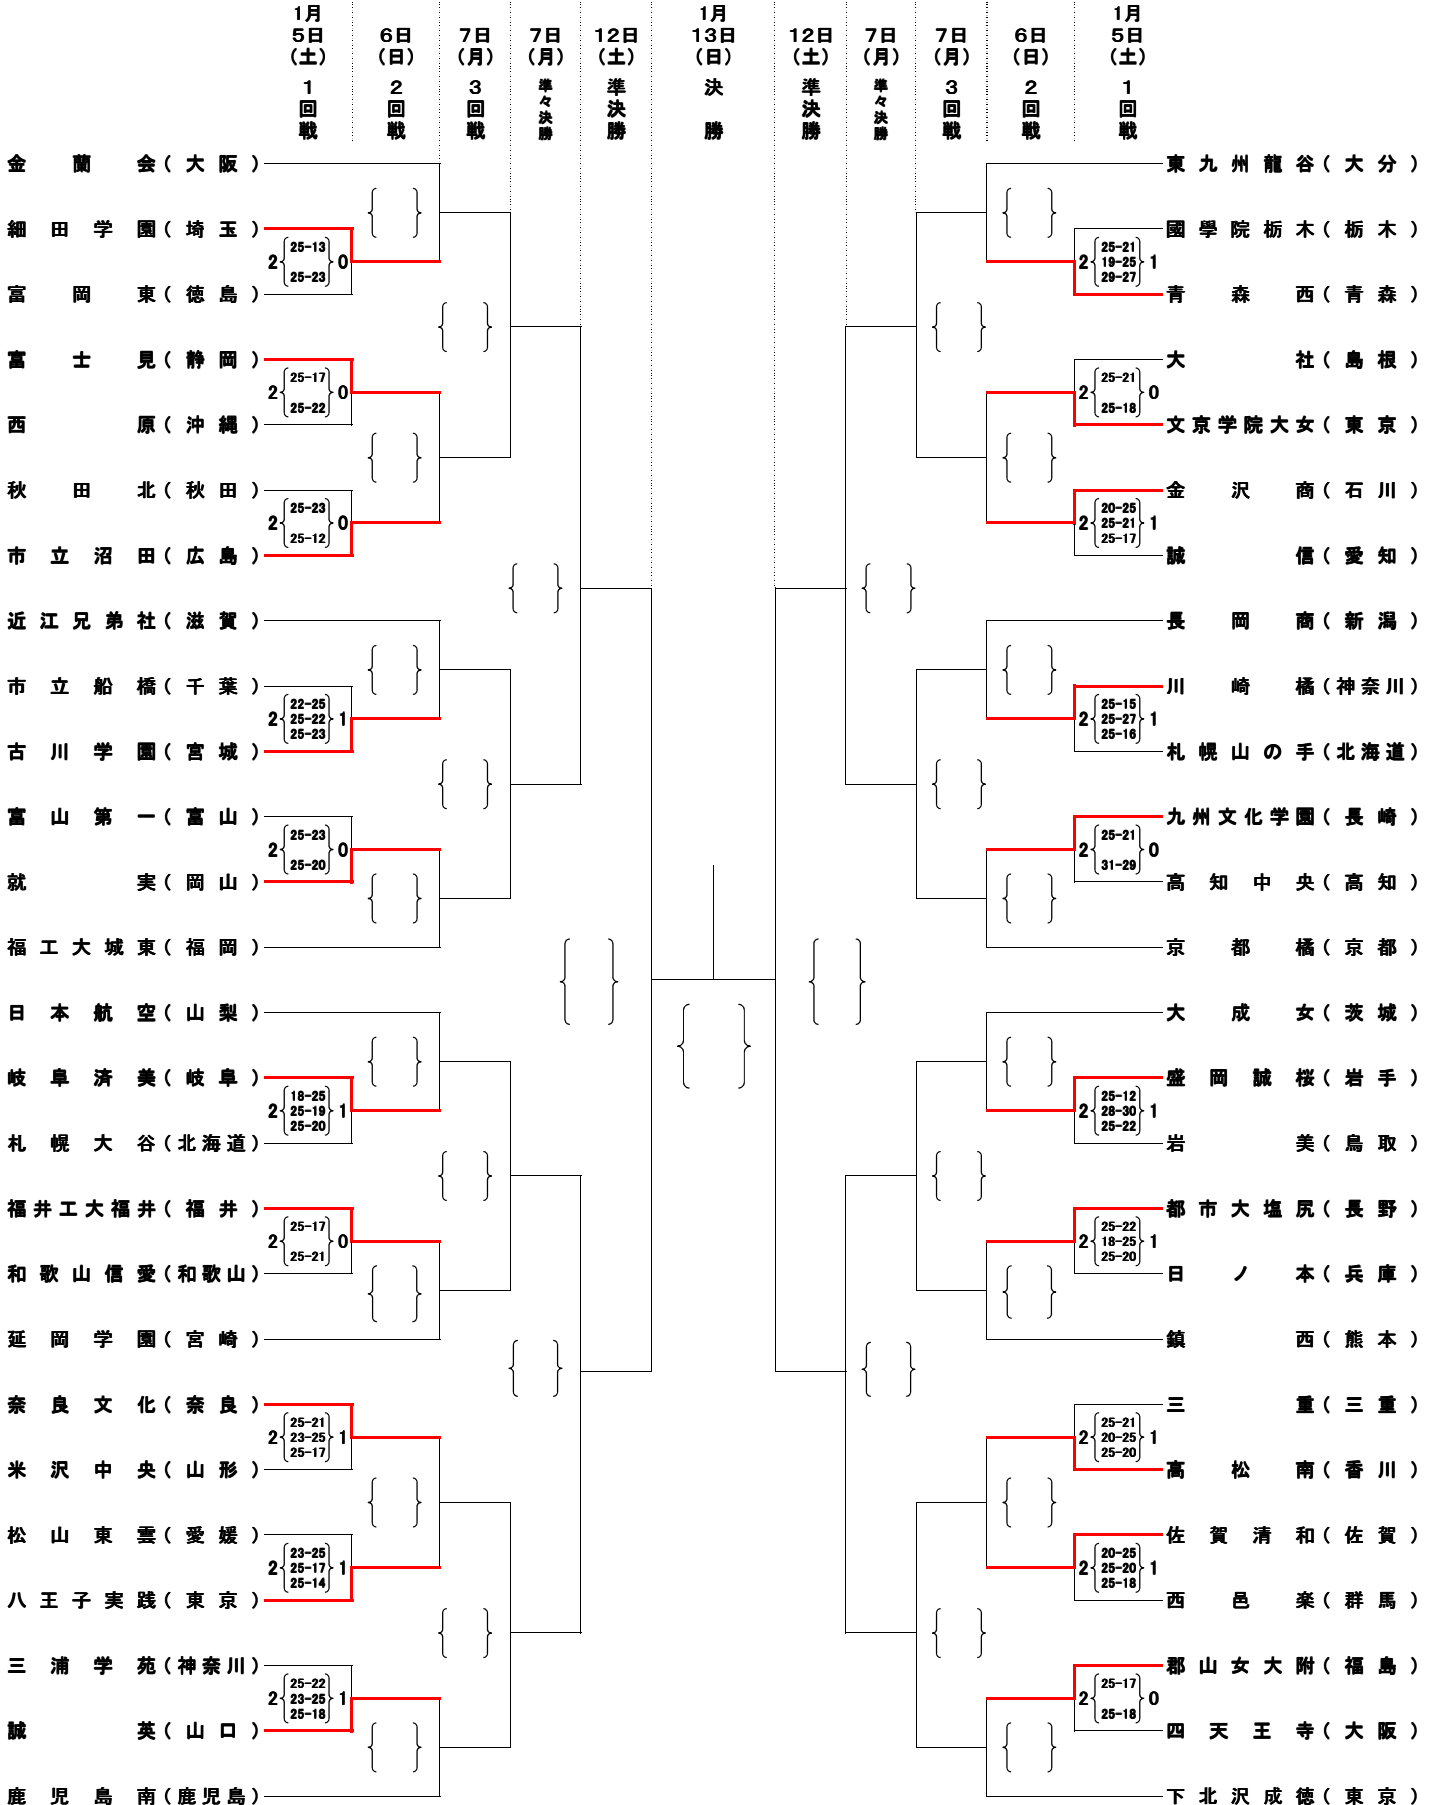 1月 1月 1月
5日 6日 7日 7日 12日 13日 12日 7日 7日 6日 5日
（土） （日） （月） （月） （土） （日） （土） （月） （月） （日） （土）
1回戦 2回戦 3回戦 準々決勝 準決勝 決勝 準決勝 準々決勝 3回戦 2回戦 1回戦
金蘭会（大阪）
細田学園（埼玉）
2 25-13 25-23 0
富岡東（徳島）
富士見（静岡）
2 25-17 25-22 0
西原（沖縄）
秋田北（秋田）
2 25-23 25-12 0
市立沼田（広島）
近江兄弟社（滋賀）
市立船橋（千葉）
2 22-25 25-22 25-23 1
古川学園（宮城）
富山第一（富山）
2 25-23 25-20 0
就実（岡山）
福工大城東（福岡）
日本航空（山梨）
岐阜済美（岐阜）
2 18-25 25-19 25-20 1
札幌大谷（北海道）
福井工大福井（福井）
2 25-17 25-21 0
和歌山信愛（和歌山）
延岡学園（宮崎）
奈良文化（奈良）
2 25-21 23-25 25-17 1
米沢中央（山形）
松山東雲（愛媛）
2 23-25 25-17 25-14 1
八王子実践（東京）
三浦学苑（神奈川）
2 25-22 23-25 25-18 1
誠英（山口）
鹿児島南（鹿児島）
東九州龍谷（大分）
國學院栃木（栃木）
2 25-21 19-25 29-27 1
青森西（青森）
大社（島根）
2 25-21 25-18 0
文京学院大女（東京）
金沢商（石川）
2 20-25 25-21 25-17 1
誠信（愛知）
長岡商（新潟）
川崎橘（神奈川）
2 25-15 25-27 25-16 1
札幌山の手（北海道）
九州文化学園（長崎）
2 25-21 31-29 0
高知中央（高知）
京都橘（京都）
大成女（茨城）
盛岡誠桜（岩手）
2 25-12 28-30 25-22 1
岩美（鳥取）
都市大塩尻（長野）
2 25-22 18-25 25-20 1
日ノ本（兵庫）
鎮西（熊本）
三重（三重）
2 25-21 20-25 25-20 1
高松南（香川）
佐賀清和（佐賀）
2 20-25 25-20 25-18 1
西邑楽（群馬）
郡山女大附（福島）
2 25-17 25-18 0
四天王寺（大阪）
下北沢成徳（東京）